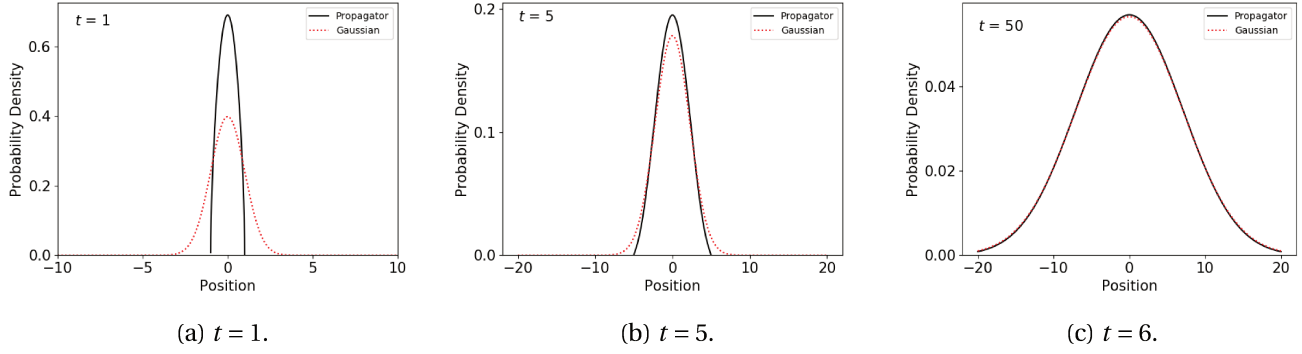 t = 1
Propagator
Gaussian
Probability Density
0.6
0.4
0.2
0.0
−10
−5
0
5
10
Position
(a) t = 1.
t = 5
Propagator
Gaussian
Probability Density
0.2
0.1
0.0
−20
−10
0
10
20
Position
(b) t = 5.
t = 50
Propagator
Gaussian
Probability Density
0.04
0.02
0.00
−20
−10
0
10
20
Position
(c) t = 6.